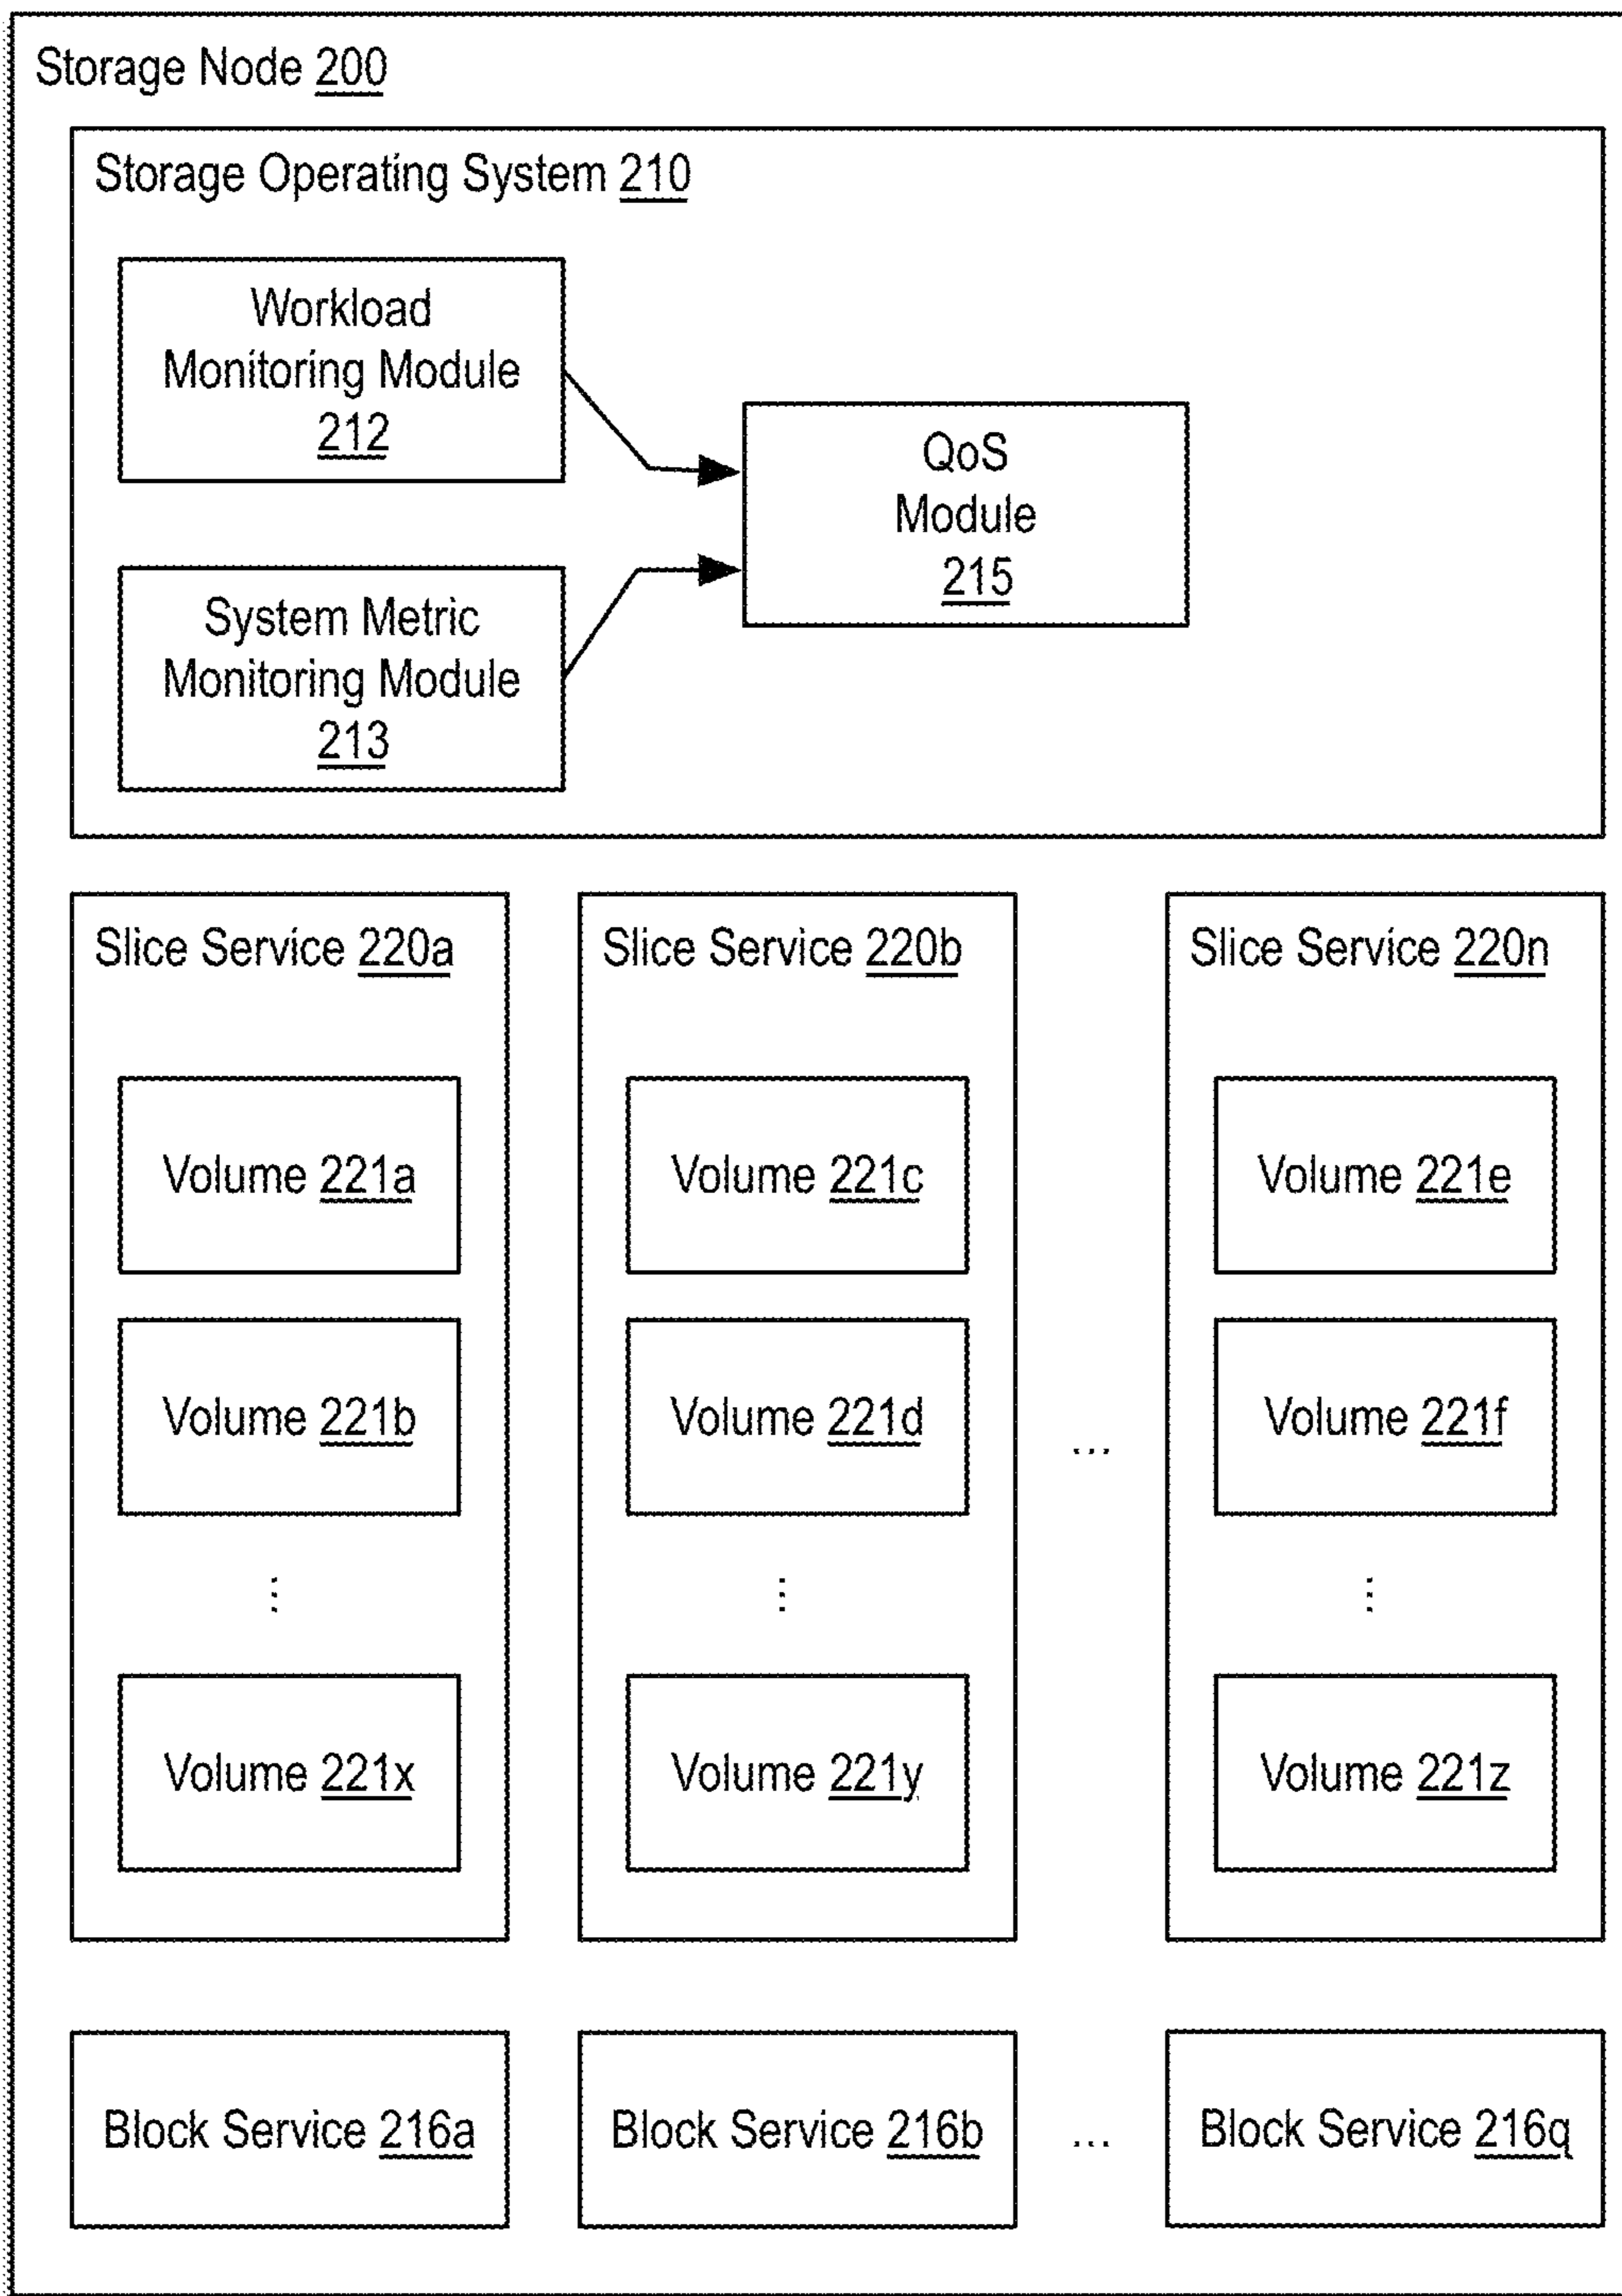 Storage Node 200
Storage Operating System 210
Workload
Monitoring Module
212
QoS
Module
215
System Metric
Monitoring Module
213
Slice Service 220a
Volume 221a
Volume 221b
⋮
Volume 221x
Slice Service 220b
Volume 221c
Volume 221d
⋮
Volume 221y
...
Slice Service 220n
Volume 221e
Volume 221f
⋮
Volume 221z
Block Service 216a
Block Service 216b
...
Block Service 216q